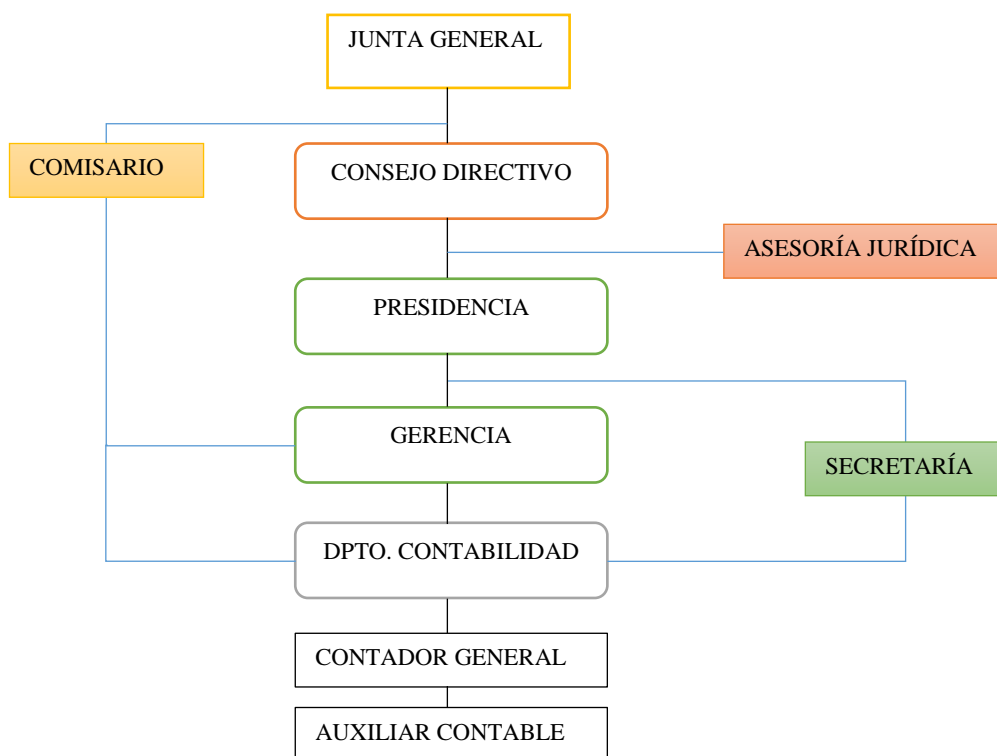 JUNTA GENERAL
COMISARIO
CONSEJO DIRECTIVO
ASESORÍA JURÍDICA
PRESIDENCIA
GERENCIA
SECRETARÍA
DPTO. CONTABILIDAD
CONTADOR GENERAL
AUXILIAR CONTABLE